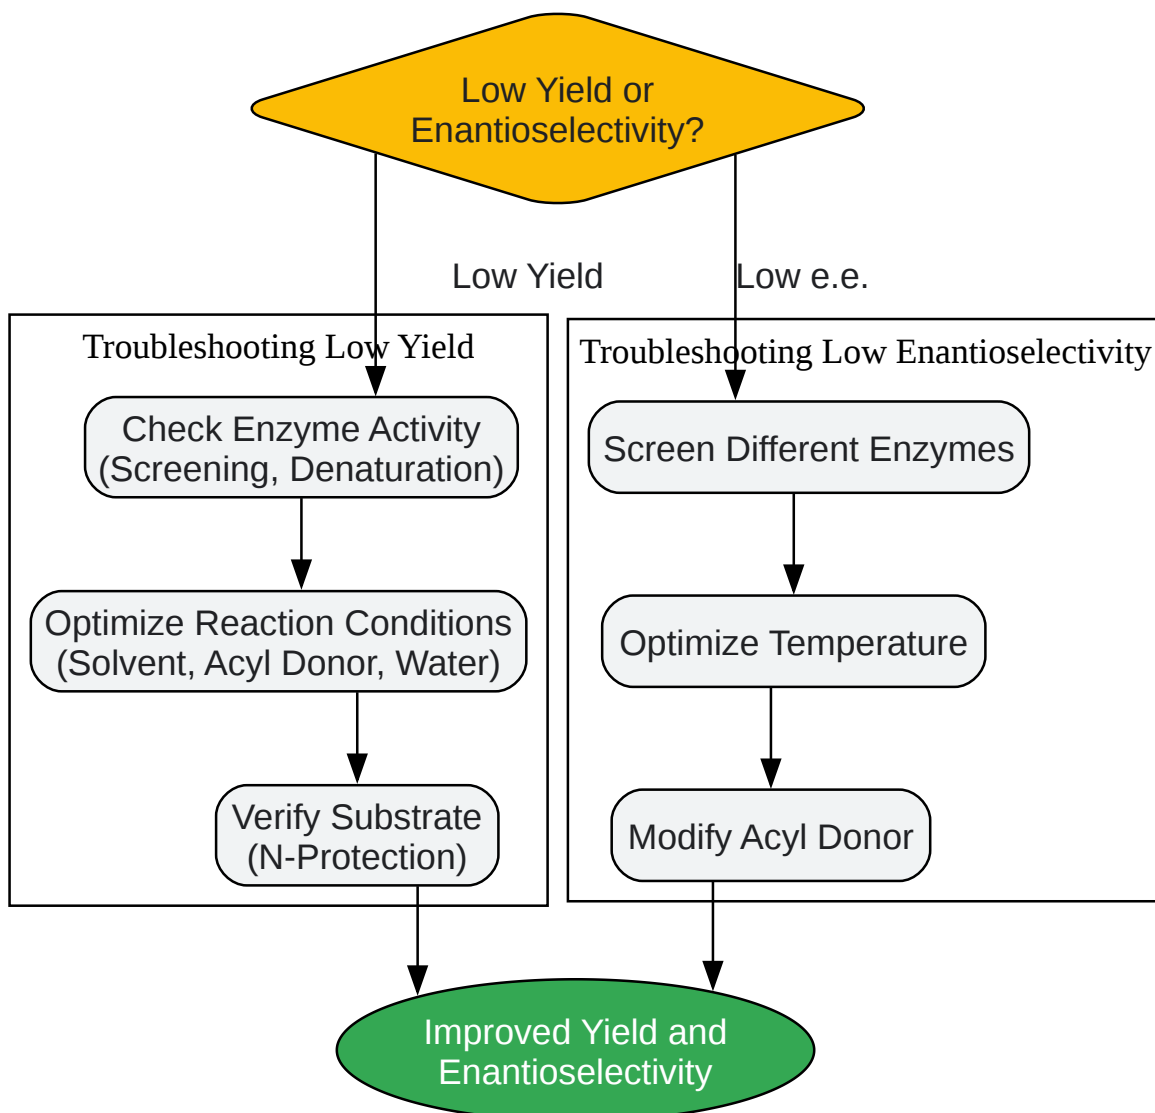 Low Yield or
Enantioselectivity?
Low Yield
Low e.e.
Troubleshooting Low Yield
Check Enzyme Activity
(Screening, Denaturation)
Optimize Reaction Conditions
(Solvent, Acyl Donor, Water)
Verify Substrate
(N-Protection)
Troubleshooting Low Enantioselectivity
Screen Different Enzymes
Optimize Temperature
Modify Acyl Donor
Improved Yield and
Enantioselectivity